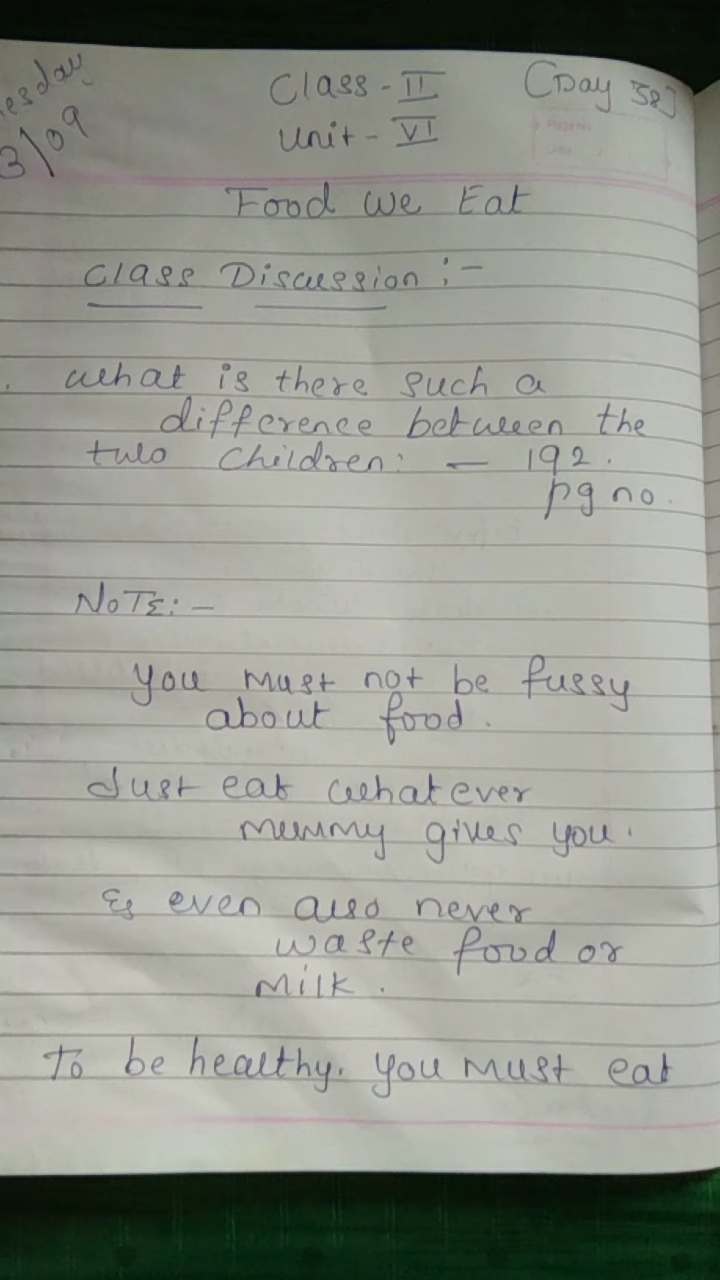 esday
3/09
Class - II
[Day 38]
Unit - VI
Food We Eat
Class Discussion :-
. what is there such a
difference between the
two Children: - 192.
pg no.
NOTE: -
you must not be fussy
about food.
Just eat whatever
mummy gives you.
& even also never
waste food or
milk.
To be healthy. you must eat